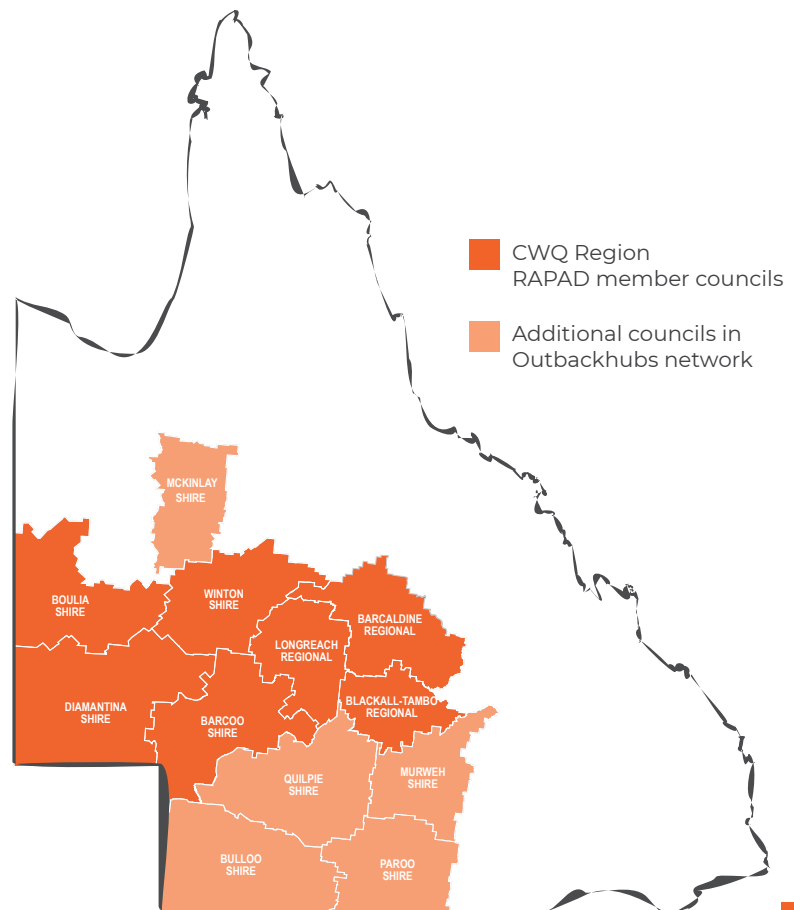 CWQ Region
RAPAD member councils
Additional councils in
Outbackhubs network
MCKINLAY
SHIRE
BOULIA
SHIRE
WINTON
SHIRE
BARCALDINE
REGIONAL
LONGREACH
REGIONAL
DIAMANTINA
SHIRE
BARCOO
SHIRE
BLACKALL-TAMBO
REGIONAL
QUILPIE
SHIRE
MURWEH
SHIRE
BULLOO
SHIRE
PAROO
SHIRE